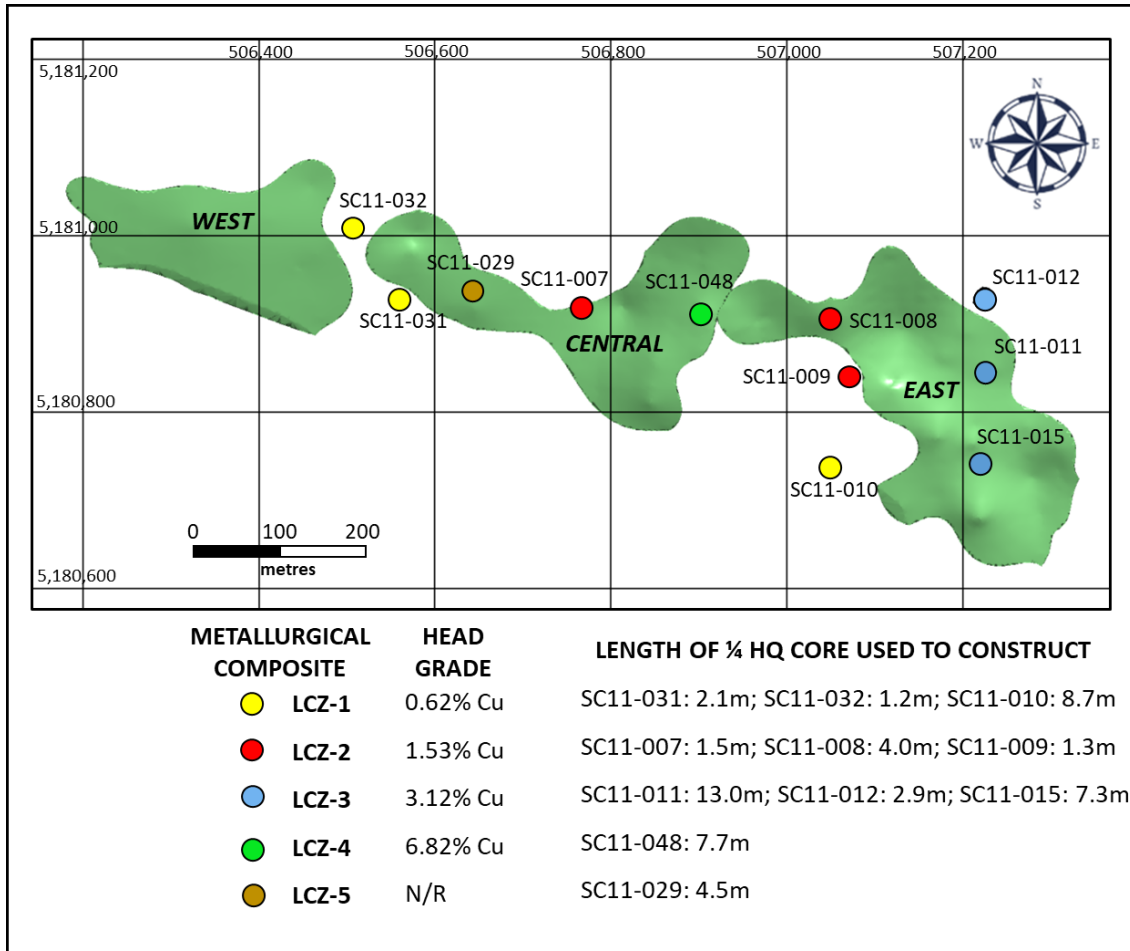 506,400 506,600 506,800 507,000 507,200
5,181,200
N
W E
S
SC11-032
WEST
5,181,000
SC11-029
SC11-007
SC11-048
SC11-012
SC11-031
SC11-008
CENTRAL
SC11-011
SC11-009
EAST
5,180,800
SC11-015
SC11-010
0 100 200
metres
5,180,600
METALLURGICAL COMPOSITE HEAD GRADE LENGTH OF ¼ HQ CORE USED TO CONSTRUCT
LCZ-1 0.62% Cu SC11-031: 2.1m; SC11-032: 1.2m; SC11-010: 8.7m
LCZ-2 1.53% Cu SC11-007: 1.5m; SC11-008: 4.0m; SC11-009: 1.3m
LCZ-3 3.12% Cu SC11-011: 13.0m; SC11-012: 2.9m; SC11-015: 7.3m
LCZ-4 6.82% Cu SC11-048: 7.7m
LCZ-5 N/R SC11-029: 4.5m